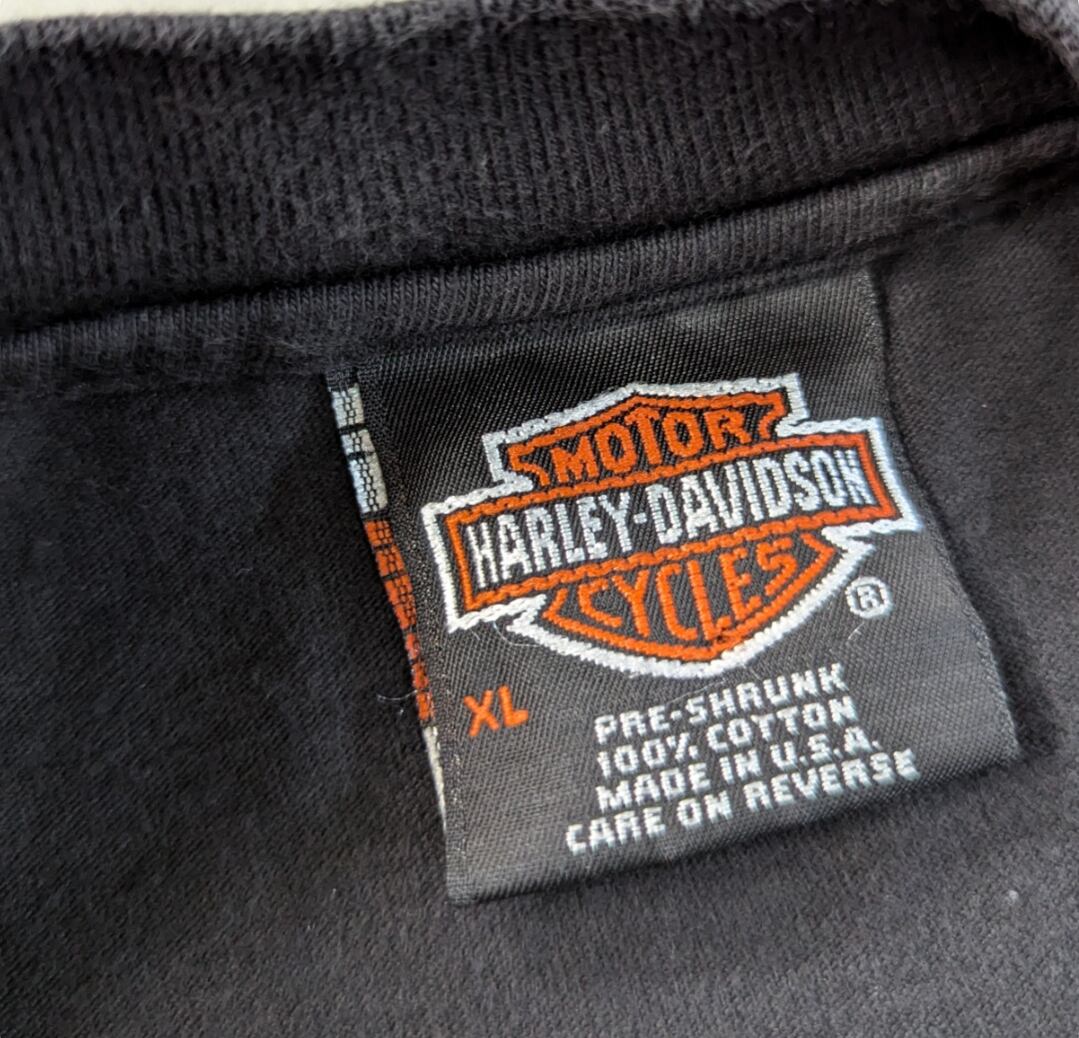 MOTOR
HARLEY-DAVIDSON
CYCLES
®
XL
PRE-SHRUNK
100% COTTON
MADE IN U.S.A.
CARE ON REVERSE